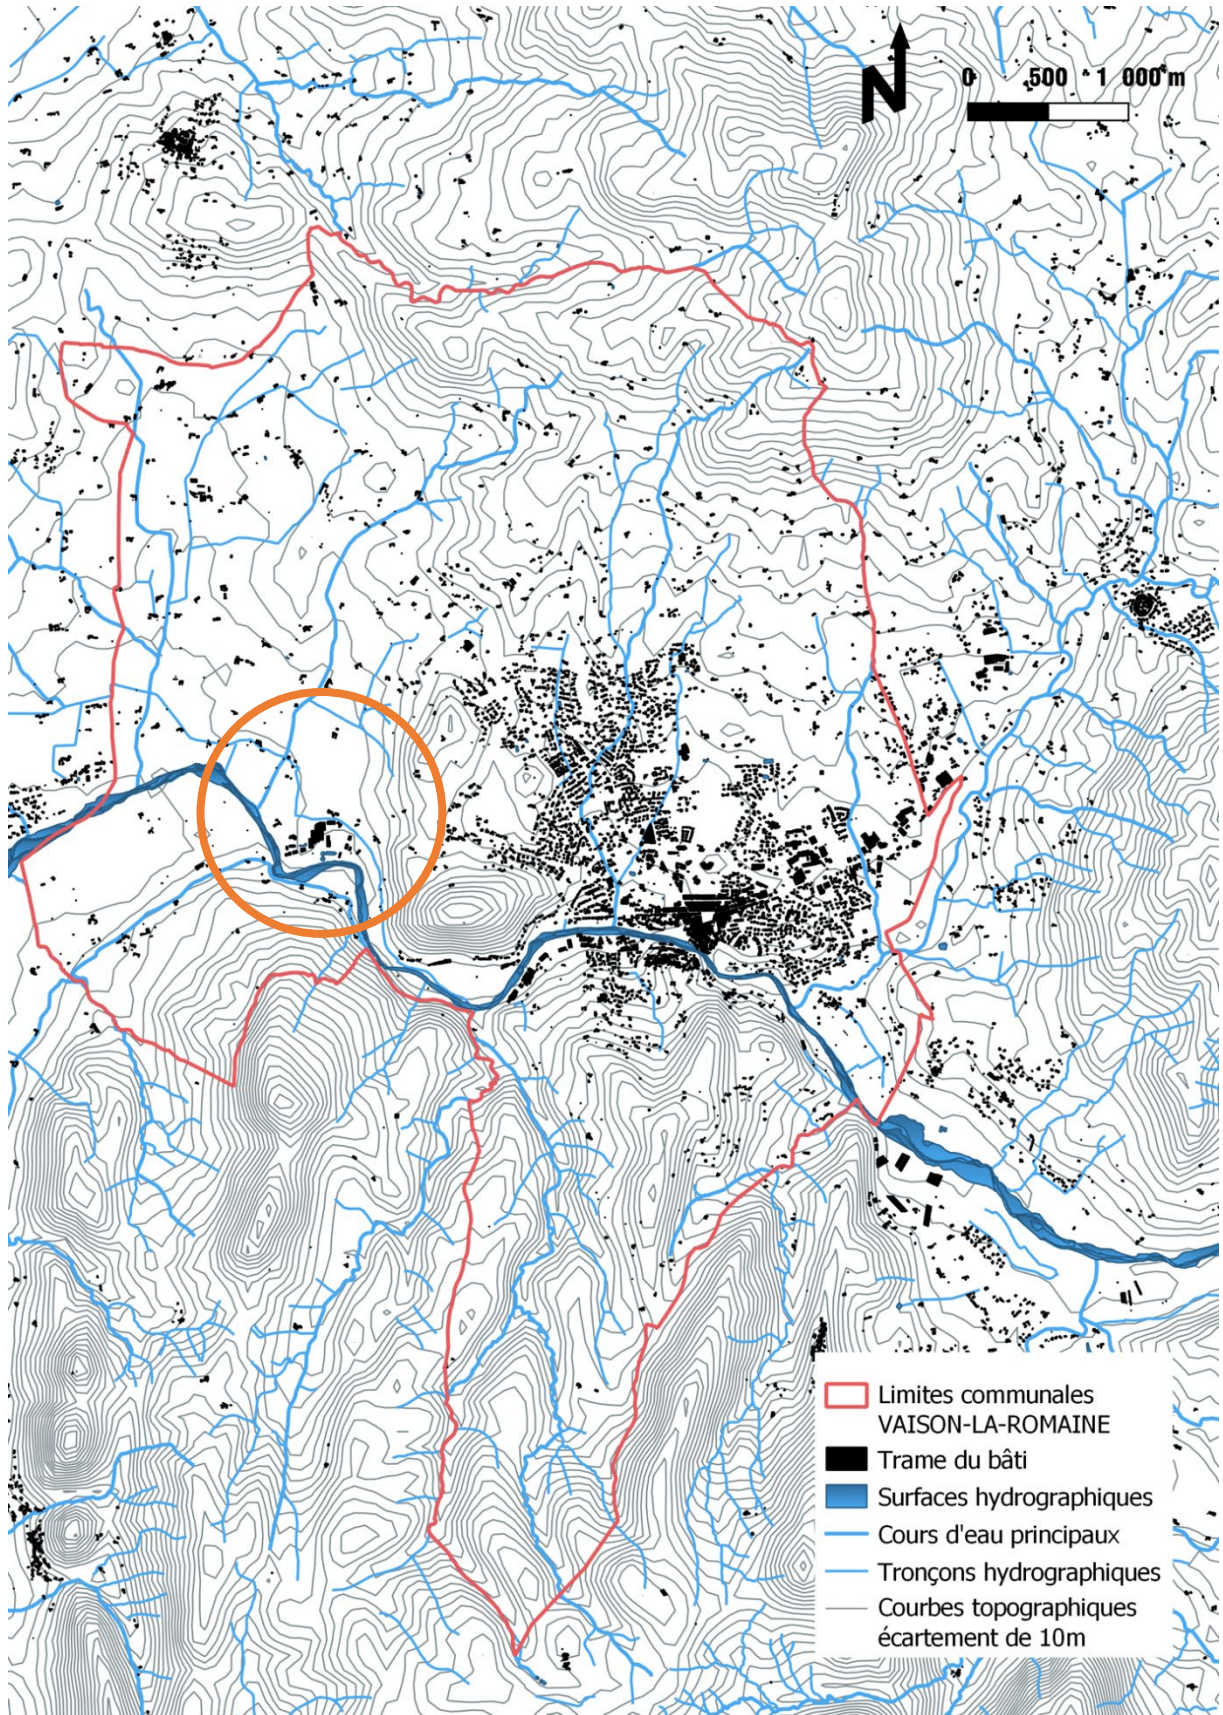 N
0 500 1 000 m
Limites communales
VAISON-LA-ROMAINE
Trame du bâti
Surfaces hydrographiques
Cours d'eau principaux
Tronçons hydrographiques
Courbes topographiques
écartement de 10m